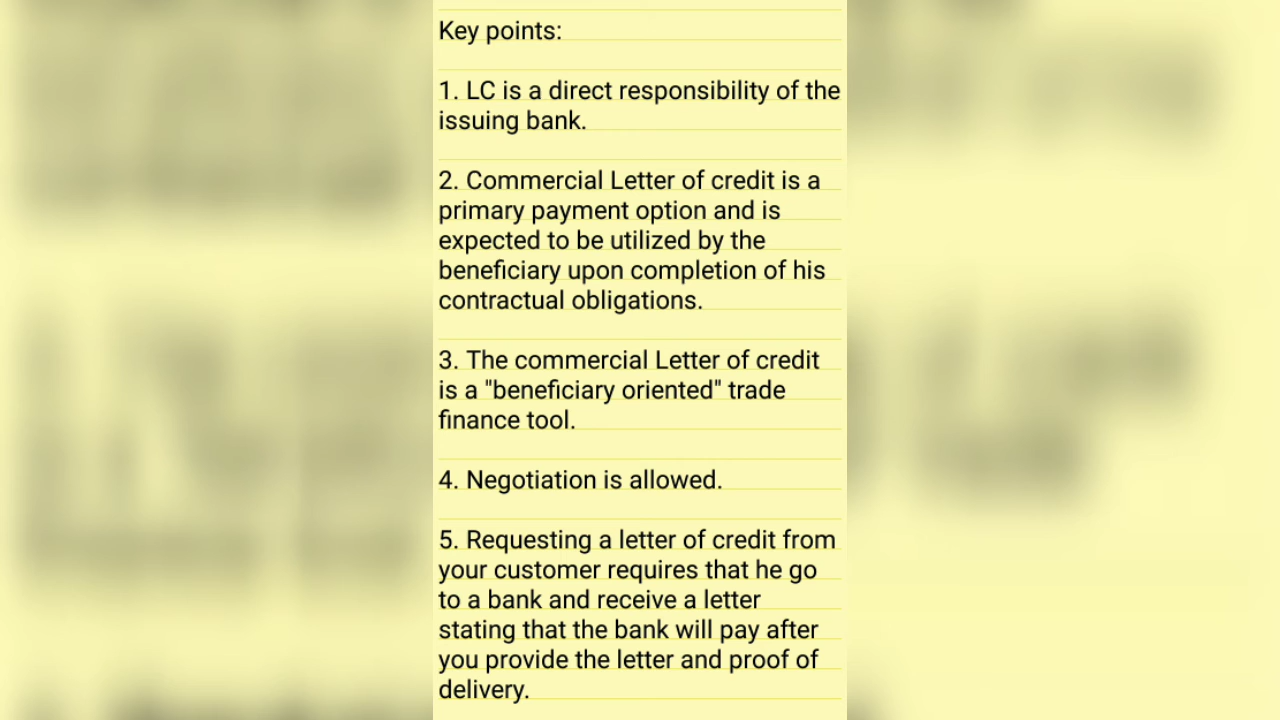 Key points:
1. LC is a direct responsibility of the
issuing bank.
2. Commercial Letter of credit is a
primary payment option and is
expected to be utilized by the
beneficiary upon completion of his
contractual obligations.
3. The commercial Letter of credit
is a "beneficiary oriented" trade
finance tool.
4. Negotiation is allowed.
5. Requesting a letter of credit from
your customer requires that he go
to a bank and receive a letter
stating that the bank will pay after
you provide the letter and proof of
delivery.